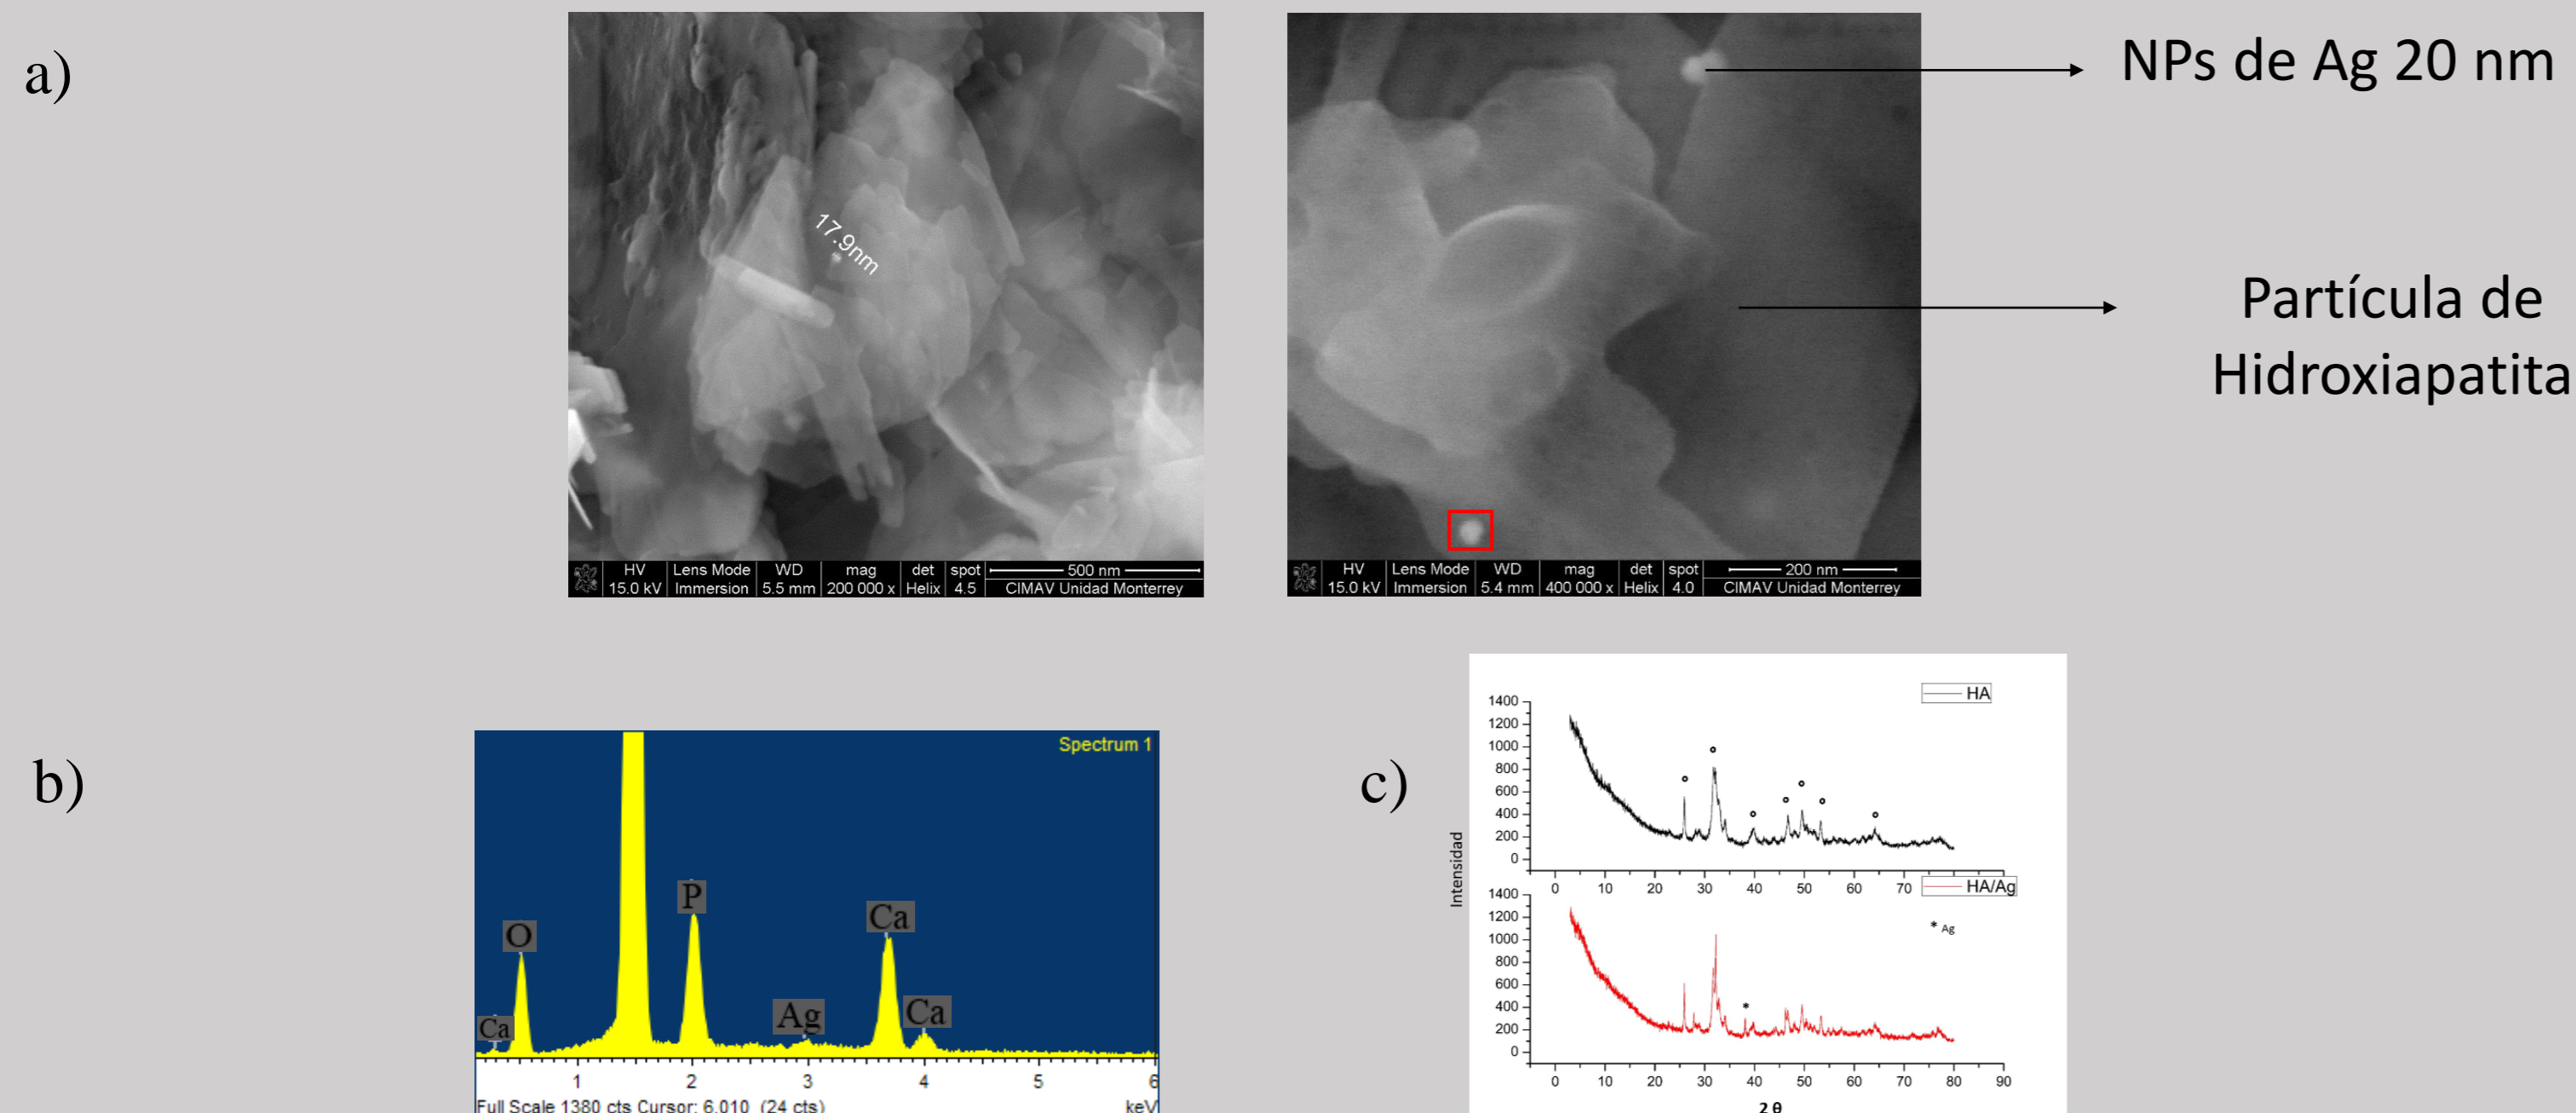 a)
17.9nm
HV Lens Mode WD mag det spot 500 nm
15.0 kV Immersion 5.5 mm 200 000 x Helix 4.5 CIMAV Unidad Monterrey
HV Lens Mode WD mag det spot 200 nm
15.0 kV Immersion 5.4 mm 400 000 x Helix 4.0 CIMAV Unidad Monterrey
NPs de Ag 20 nm
Partícula de
Hidroxiapatita
b)
Spectrum 1
Ca O P Ag Ca Ca
1 2 3 4 5 6
Full Scale 1380 cts Cursor: 6.010 (24 cts) keV
c)
Intensidad
HA
1400
1200
1000
800
600
400
200
0
0 10 20 30 40 50 60 70
HA/Ag
* Ag
1400
1200
1000
800
600
400
200
0
*
0 10 20 30 40 50 60 70 80 90
2 θ